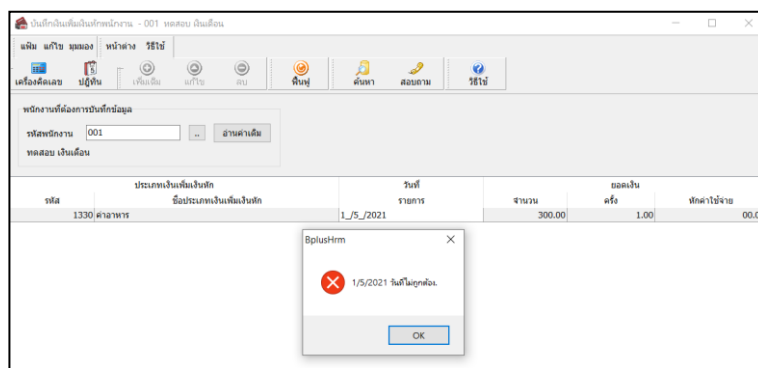 บันทึกเงินเพิ่มเงินหักพนักงาน - 001 ทดสอบ เงินเดือน
แฟ้ม แก้ไข มุมมอง หน้าต่าง วิธีใช้
เครื่องคิดเลข ปฏิทิน เพิ่มเติม แก้ไข ลบ ฟื้นฟู ค้นหา สอบถาม วิธีใช้
พนักงานที่ต้องการบันทึกข้อมูล
รหัสพนักงาน 001 .. อ่านค่าเดิม
ทดสอบ เงินเดือน
ประเภทเงินเพิ่มเงินหัก วันที่ ยอดเงิน
รหัส ชื่อประเภทเงินเพิ่มเงินหัก รายการ จำนวน ครั้ง หักค่าใช้จ่าย
1330 ค่าอาหาร 1_/5_/2021 300.00 1.00 00.0
BplusHrm
1/5/2021 วันที่ไม่ถูกต้อง.
OK